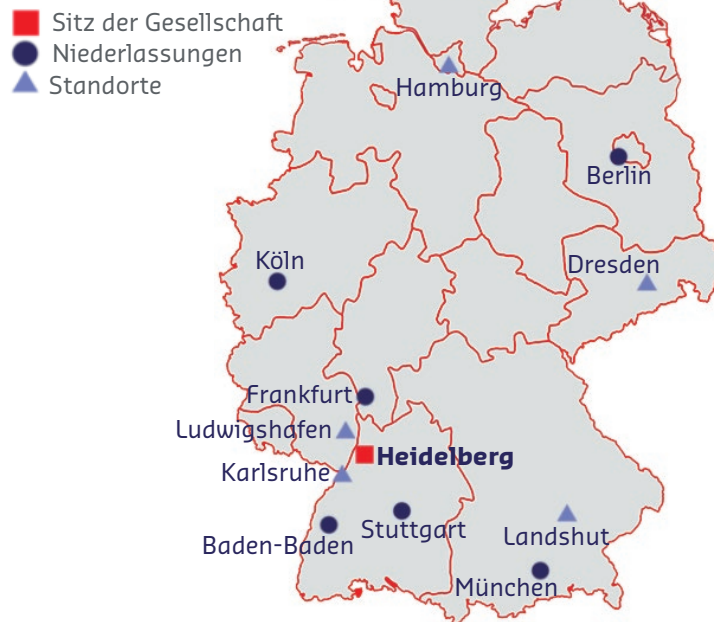 Sitz der Gesellschaft
Niederlassungen
Standorte
Hamburg
Berlin
Köln
Dresden
Frankfurt
Ludwigshafen
Heidelberg
Karlsruhe
Stuttgart
Landshut
Baden-Baden
München